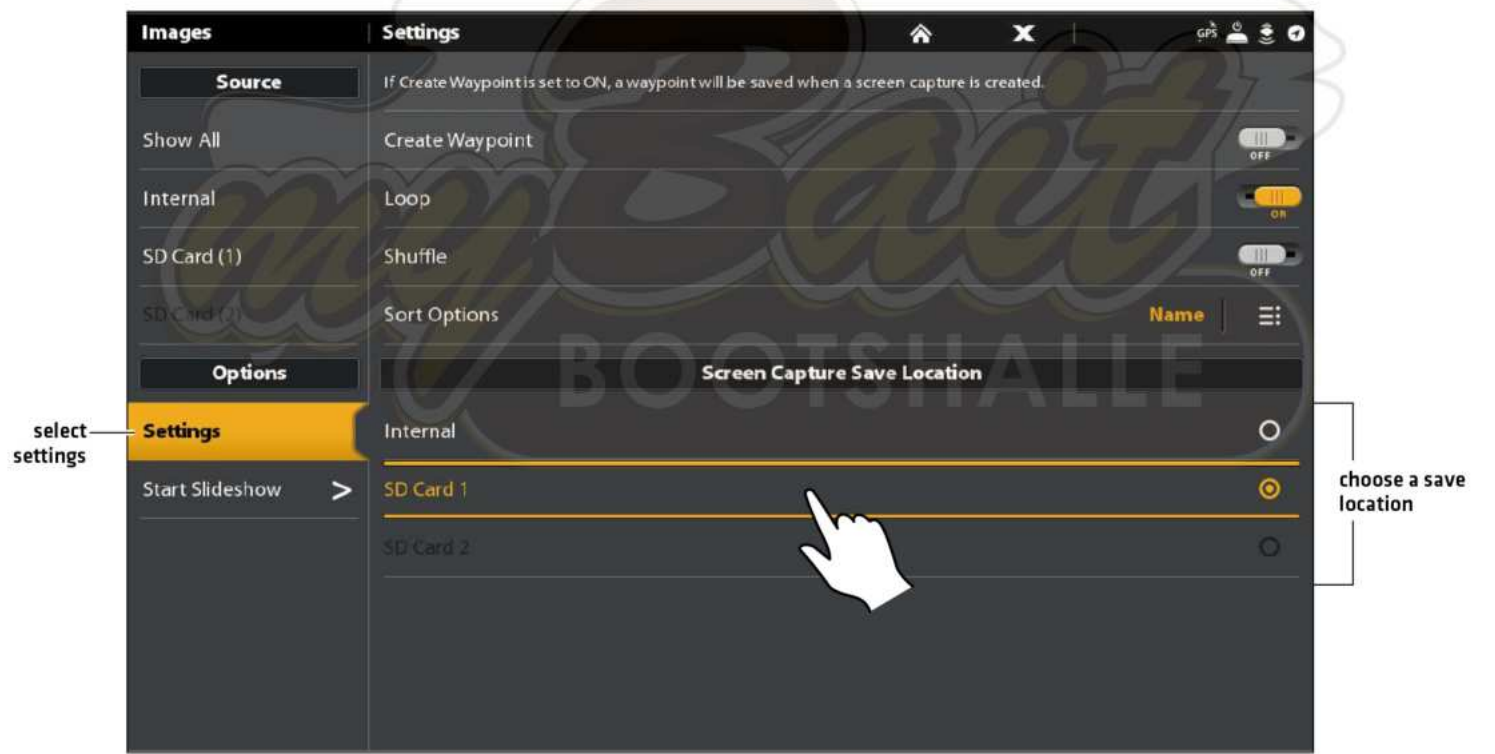 Images
Settings
GPS
Source
If Create Waypoint is set to ON, a waypoint will be saved when a screen capture is created.
Show All
Create Waypoint
OFF
Internal
Loop
ON
SD Card (1)
Shuffle
OFF
SD Card (2)
Sort Options
Name
Options
Screen Capture Save Location
select
settings
Settings
Internal
Start Slideshow >
SD Card 1
choose a save
location
SD Card 2
myBait
BOOTSHALLE